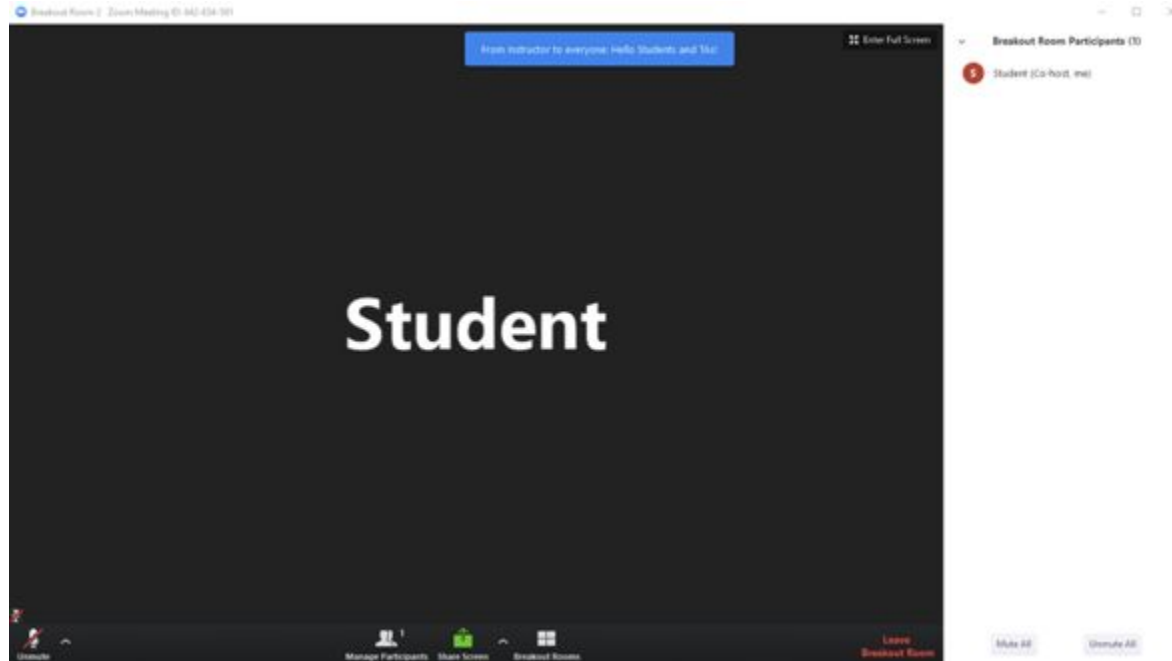 Breakout Room 2 Zoom Meeting ID:
From Instructor to everyone: Hello Students and TAs!
Enter Full Screen
Breakout Room Participants (1)
S
Student (Co-host, me)
Student
Unmute
Manage Participants
1
Share Screen
Breakout Rooms
Leave
Breakout Room
Mute All
Unmute All